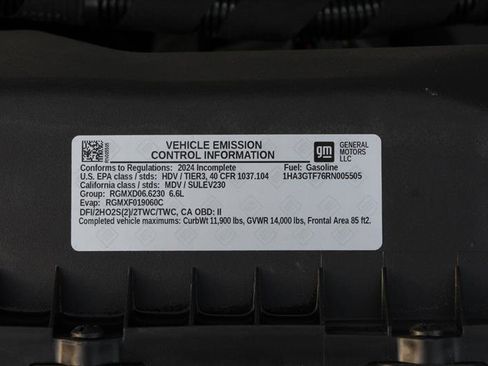 VEHICLE EMISSION
CONTROL INFORMATION
gm
GENERAL
MOTORS
LLC
Conforms to Regulations: 2024 Incomplete Fuel: Gasoline
U.S. EPA class / stds: HDV / TIER3, 40 CFR 1037.104 1HA3GTF76RN005505
California class / stds: MDV / SULEV230
Group: RGMXD06.6230 6.6L
Evap: RGMXF019060C
DFI/2HO2S(2)/2TWC/TWC, CA OBD: II
Completed vehicle maximums: CurbWt 11,900 lbs, GVWR 14,000 lbs, Frontal Area 85 ft2.